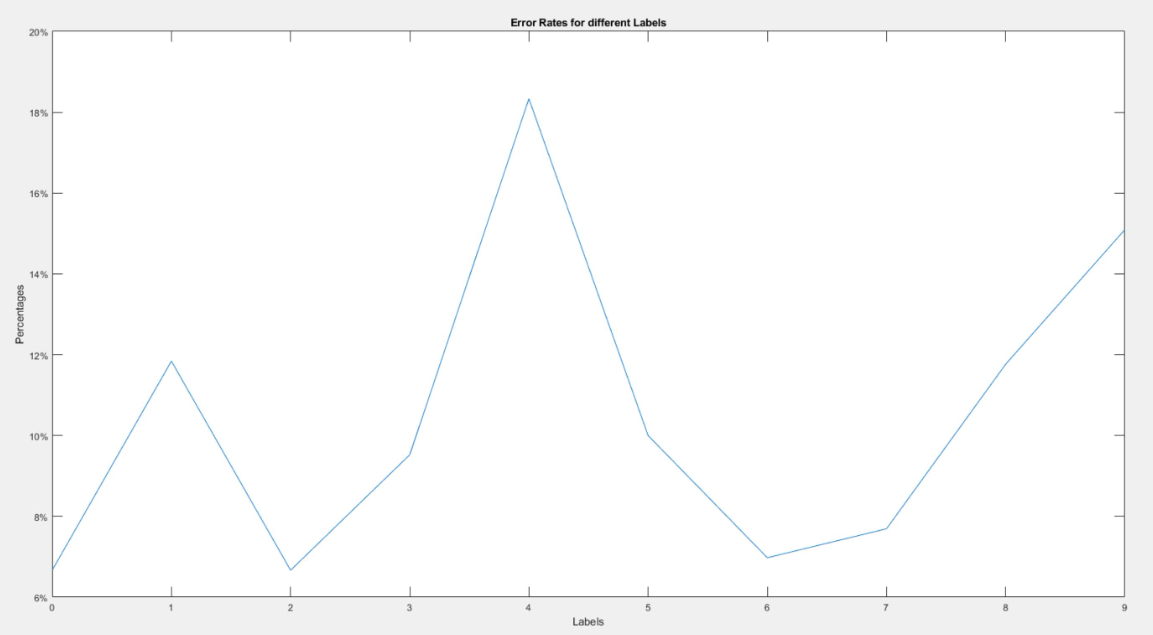 Error Rates for different Labels
20%
18%
16%
14%
12%
10%
8%
6%
Percentages
0 1 2 3 4 5 6 7 8 9
Labels